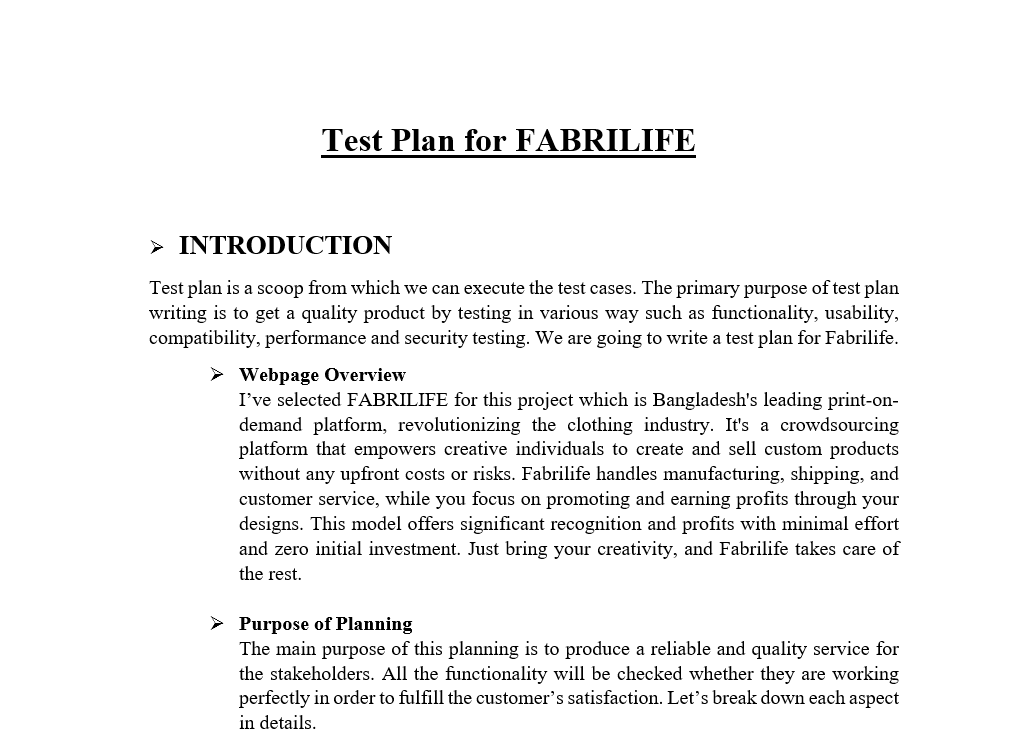 Test Plan for FABRILIFE
➢ INTRODUCTION
Test plan is a scoop from which we can execute the test cases. The primary purpose of test plan
writing is to get a quality product by testing in various way such as functionality, usability,
compatibility, performance and security testing. We are going to write a test plan for Fabrilife.
➢ Webpage Overview
I’ve selected FABRILIFE for this project which is Bangladesh's leading print-on-
demand platform, revolutionizing the clothing industry. It's a crowdsourcing
platform that empowers creative individuals to create and sell custom products
without any upfront costs or risks. Fabrilife handles manufacturing, shipping, and
customer service, while you focus on promoting and earning profits through your
designs. This model offers significant recognition and profits with minimal effort
and zero initial investment. Just bring your creativity, and Fabrilife takes care of
the rest.
➢ Purpose of Planning
The main purpose of this planning is to produce a reliable and quality service for
the stakeholders. All the functionality will be checked whether they are working
perfectly in order to fulfill the customer’s satisfaction. Let’s break down each aspect
in details.